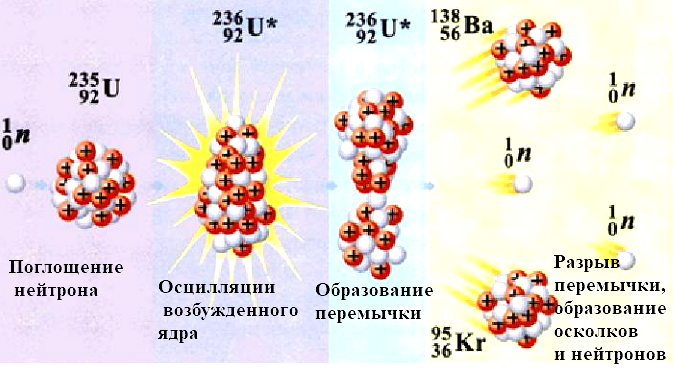 ¹₀n
²³⁵₉₂U
Поглощение
нейтрона
²³⁶₉₂U*
Осцилляции
возбужденного
ядра
²³⁶₉₂U*
Образование
перемычки
¹³⁸₅₆Ba
¹₀n
¹₀n
¹₀n
⁹⁵₃₆Kr
Разрыв
перемычки,
образование
осколков
и нейтронов